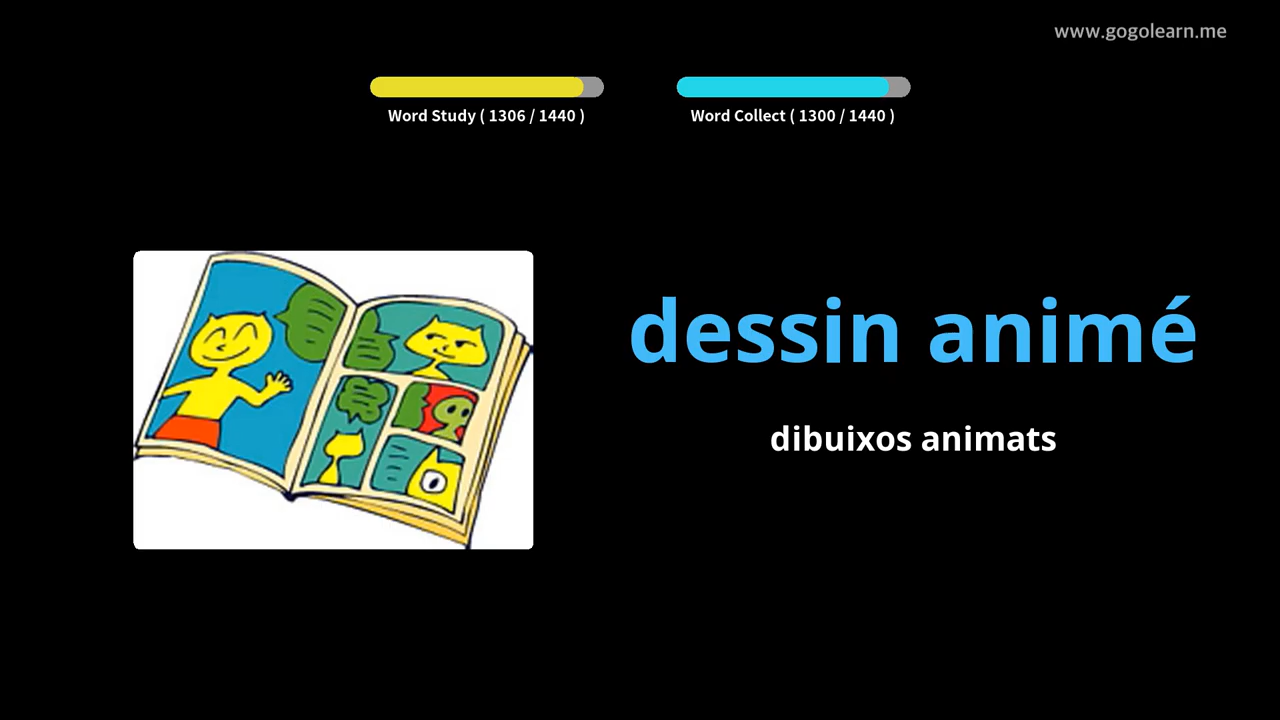 www.gogolearn.me
Word Study ( 1306 / 1440 )
Word Collect ( 1300 / 1440 )
dessin animé
dibuixos animats